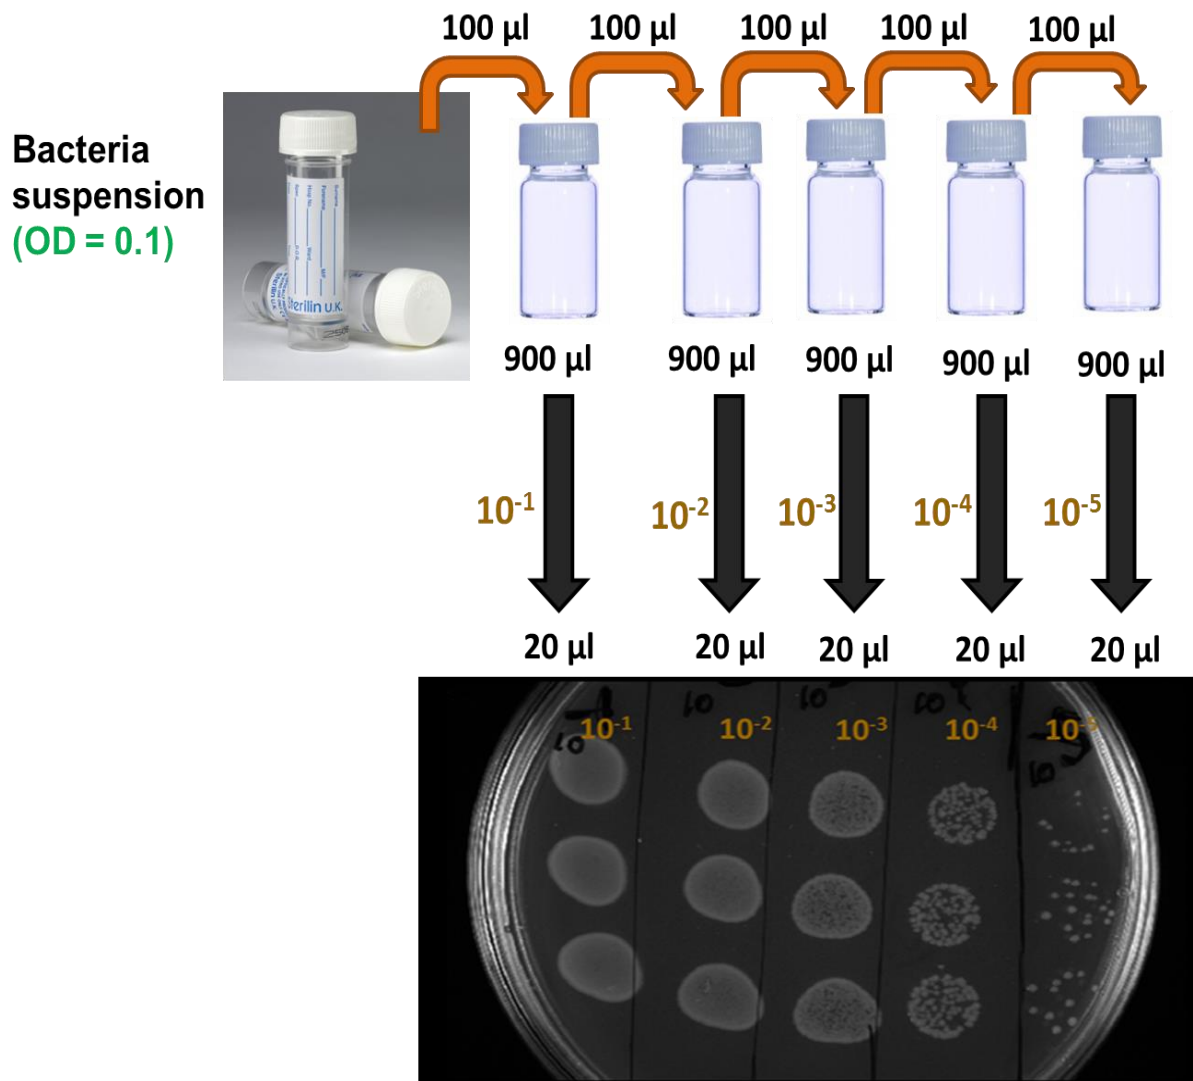 100 µl 100 µl 100 µl 100 µl 100 µl
Bacteria
suspension
(OD = 0.1)
Sterilin U.K.
900 µl 900 µl 900 µl 900 µl 900 µl
10⁻¹ 10⁻² 10⁻³ 10⁻⁴ 10⁻⁵
20 µl 20 µl 20 µl 20 µl 20 µl
10⁻¹ 10⁻² 10⁻³ 10⁻⁴ 10⁻⁵